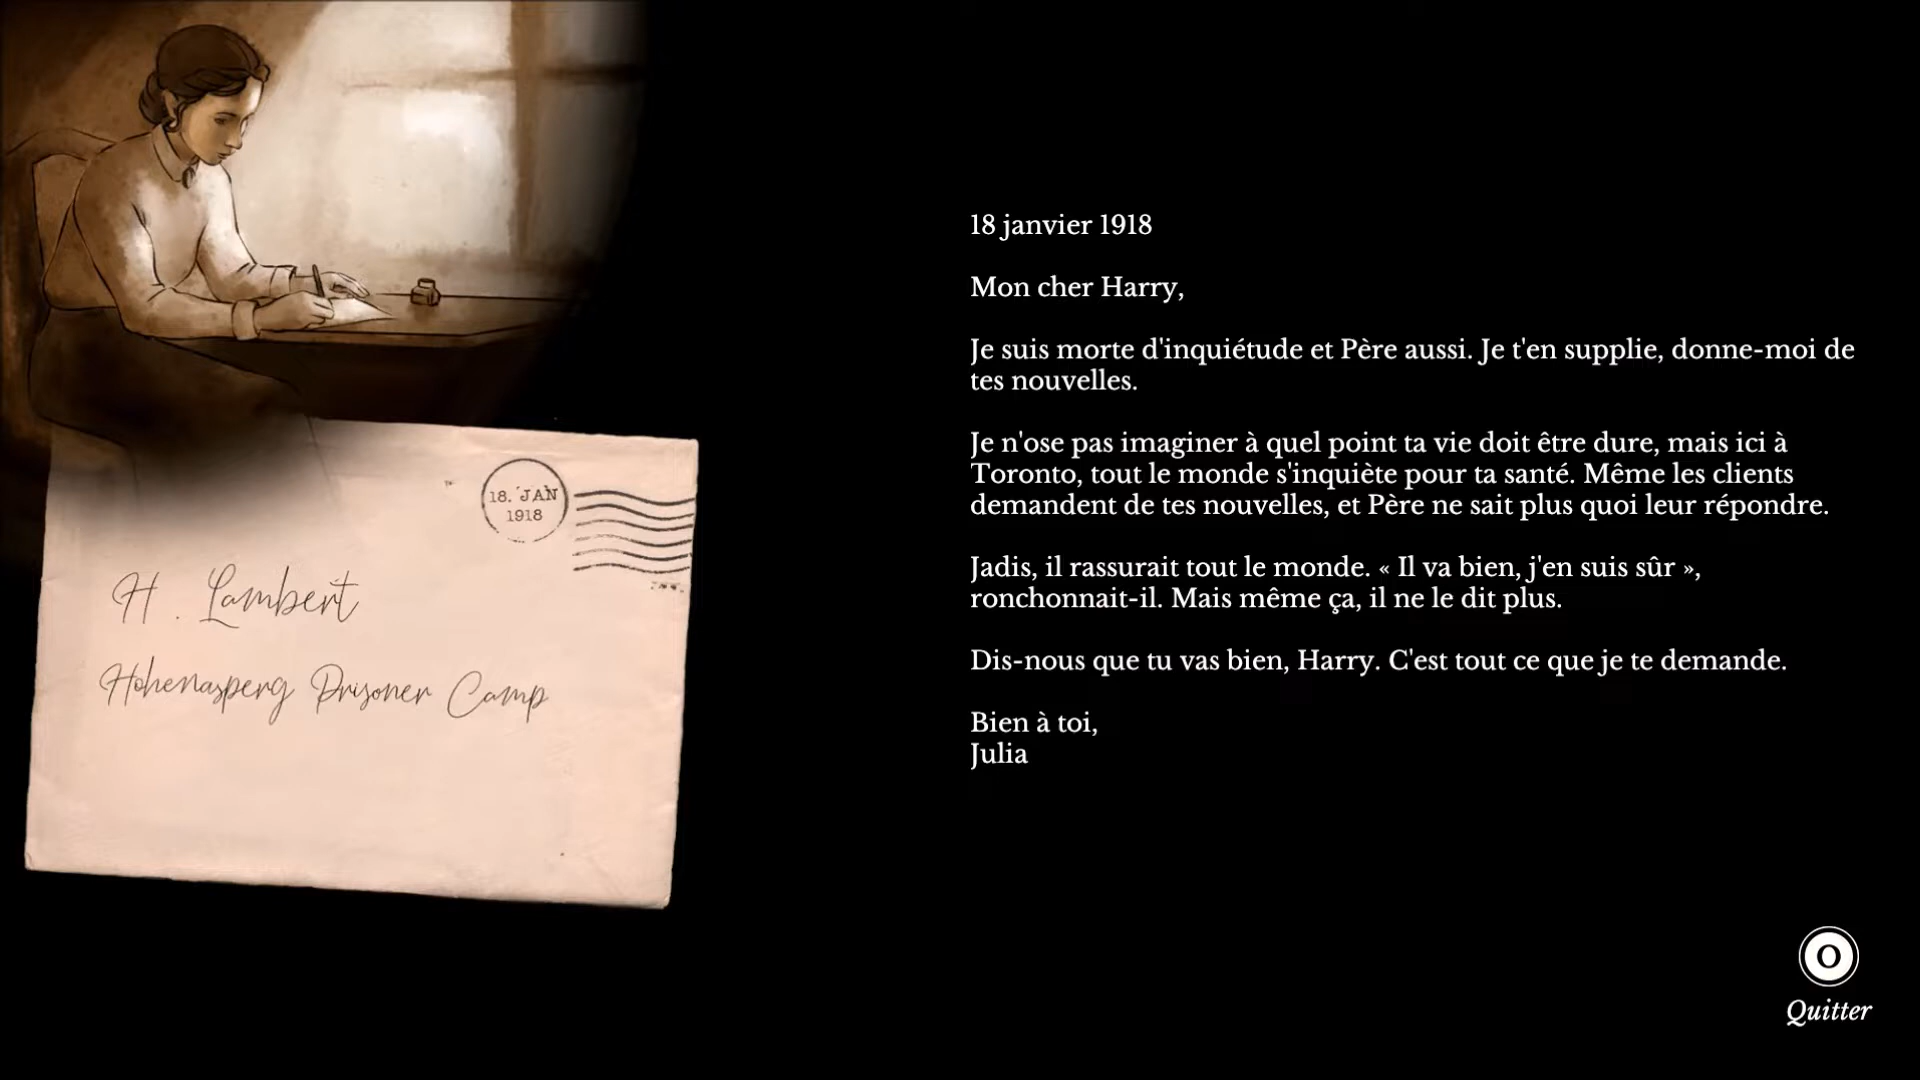 18. JAN
1918
H. Lambert
Hohenasperg Prisoner Camp
18 janvier 1918
Mon cher Harry,
Je suis morte d'inquiétude et Père aussi. Je t'en supplie, donne-moi de
tes nouvelles.
Je n'ose pas imaginer à quel point ta vie doit être dure, mais ici à
Toronto, tout le monde s'inquiète pour ta santé. Même les clients
demandent de tes nouvelles, et Père ne sait plus quoi leur répondre.
Jadis, il rassurait tout le monde. « Il va bien, j'en suis sûr »,
ronchonnait-il. Mais même ça, il ne le dit plus.
Dis-nous que tu vas bien, Harry. C'est tout ce que je te demande.
Bien à toi,
Julia
O
Quitter